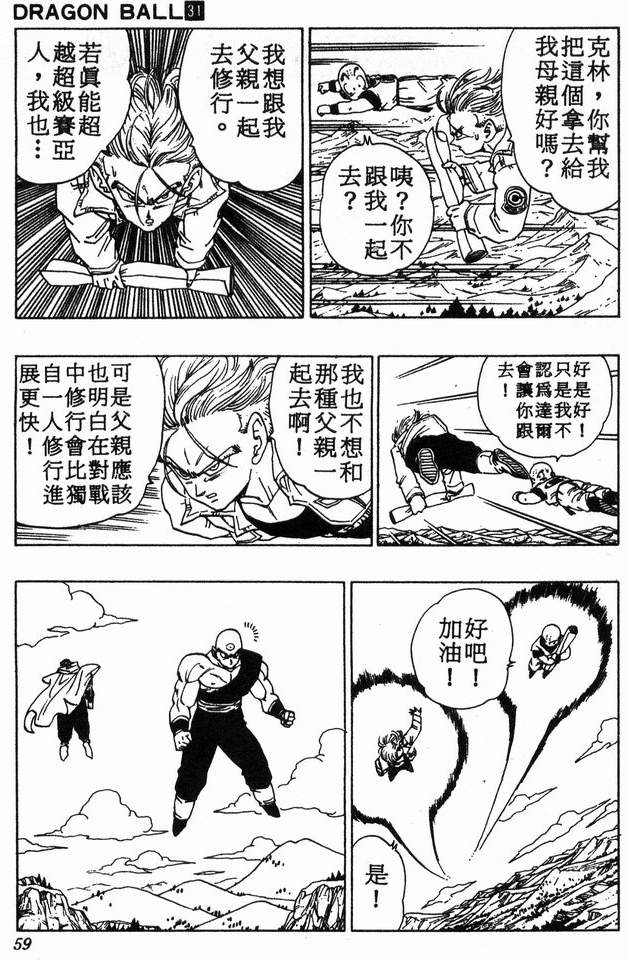 DRAGON BALL 31
克林，你幫我
把這個拿去給
我母親好嗎？
咦？你不
跟我一起
去？
我想跟我
父親一起
去修行。
若眞能超
越超級賽亞
人，我也…
好是好！
只是我不
認爲達爾
會讓你跟
去！
我也不想和
那種父親一
起去啊！
可是父親應該
也明白在對戰
中修行會比獨
自一人修行進
展更快！
好吧！
加油！
是！
59